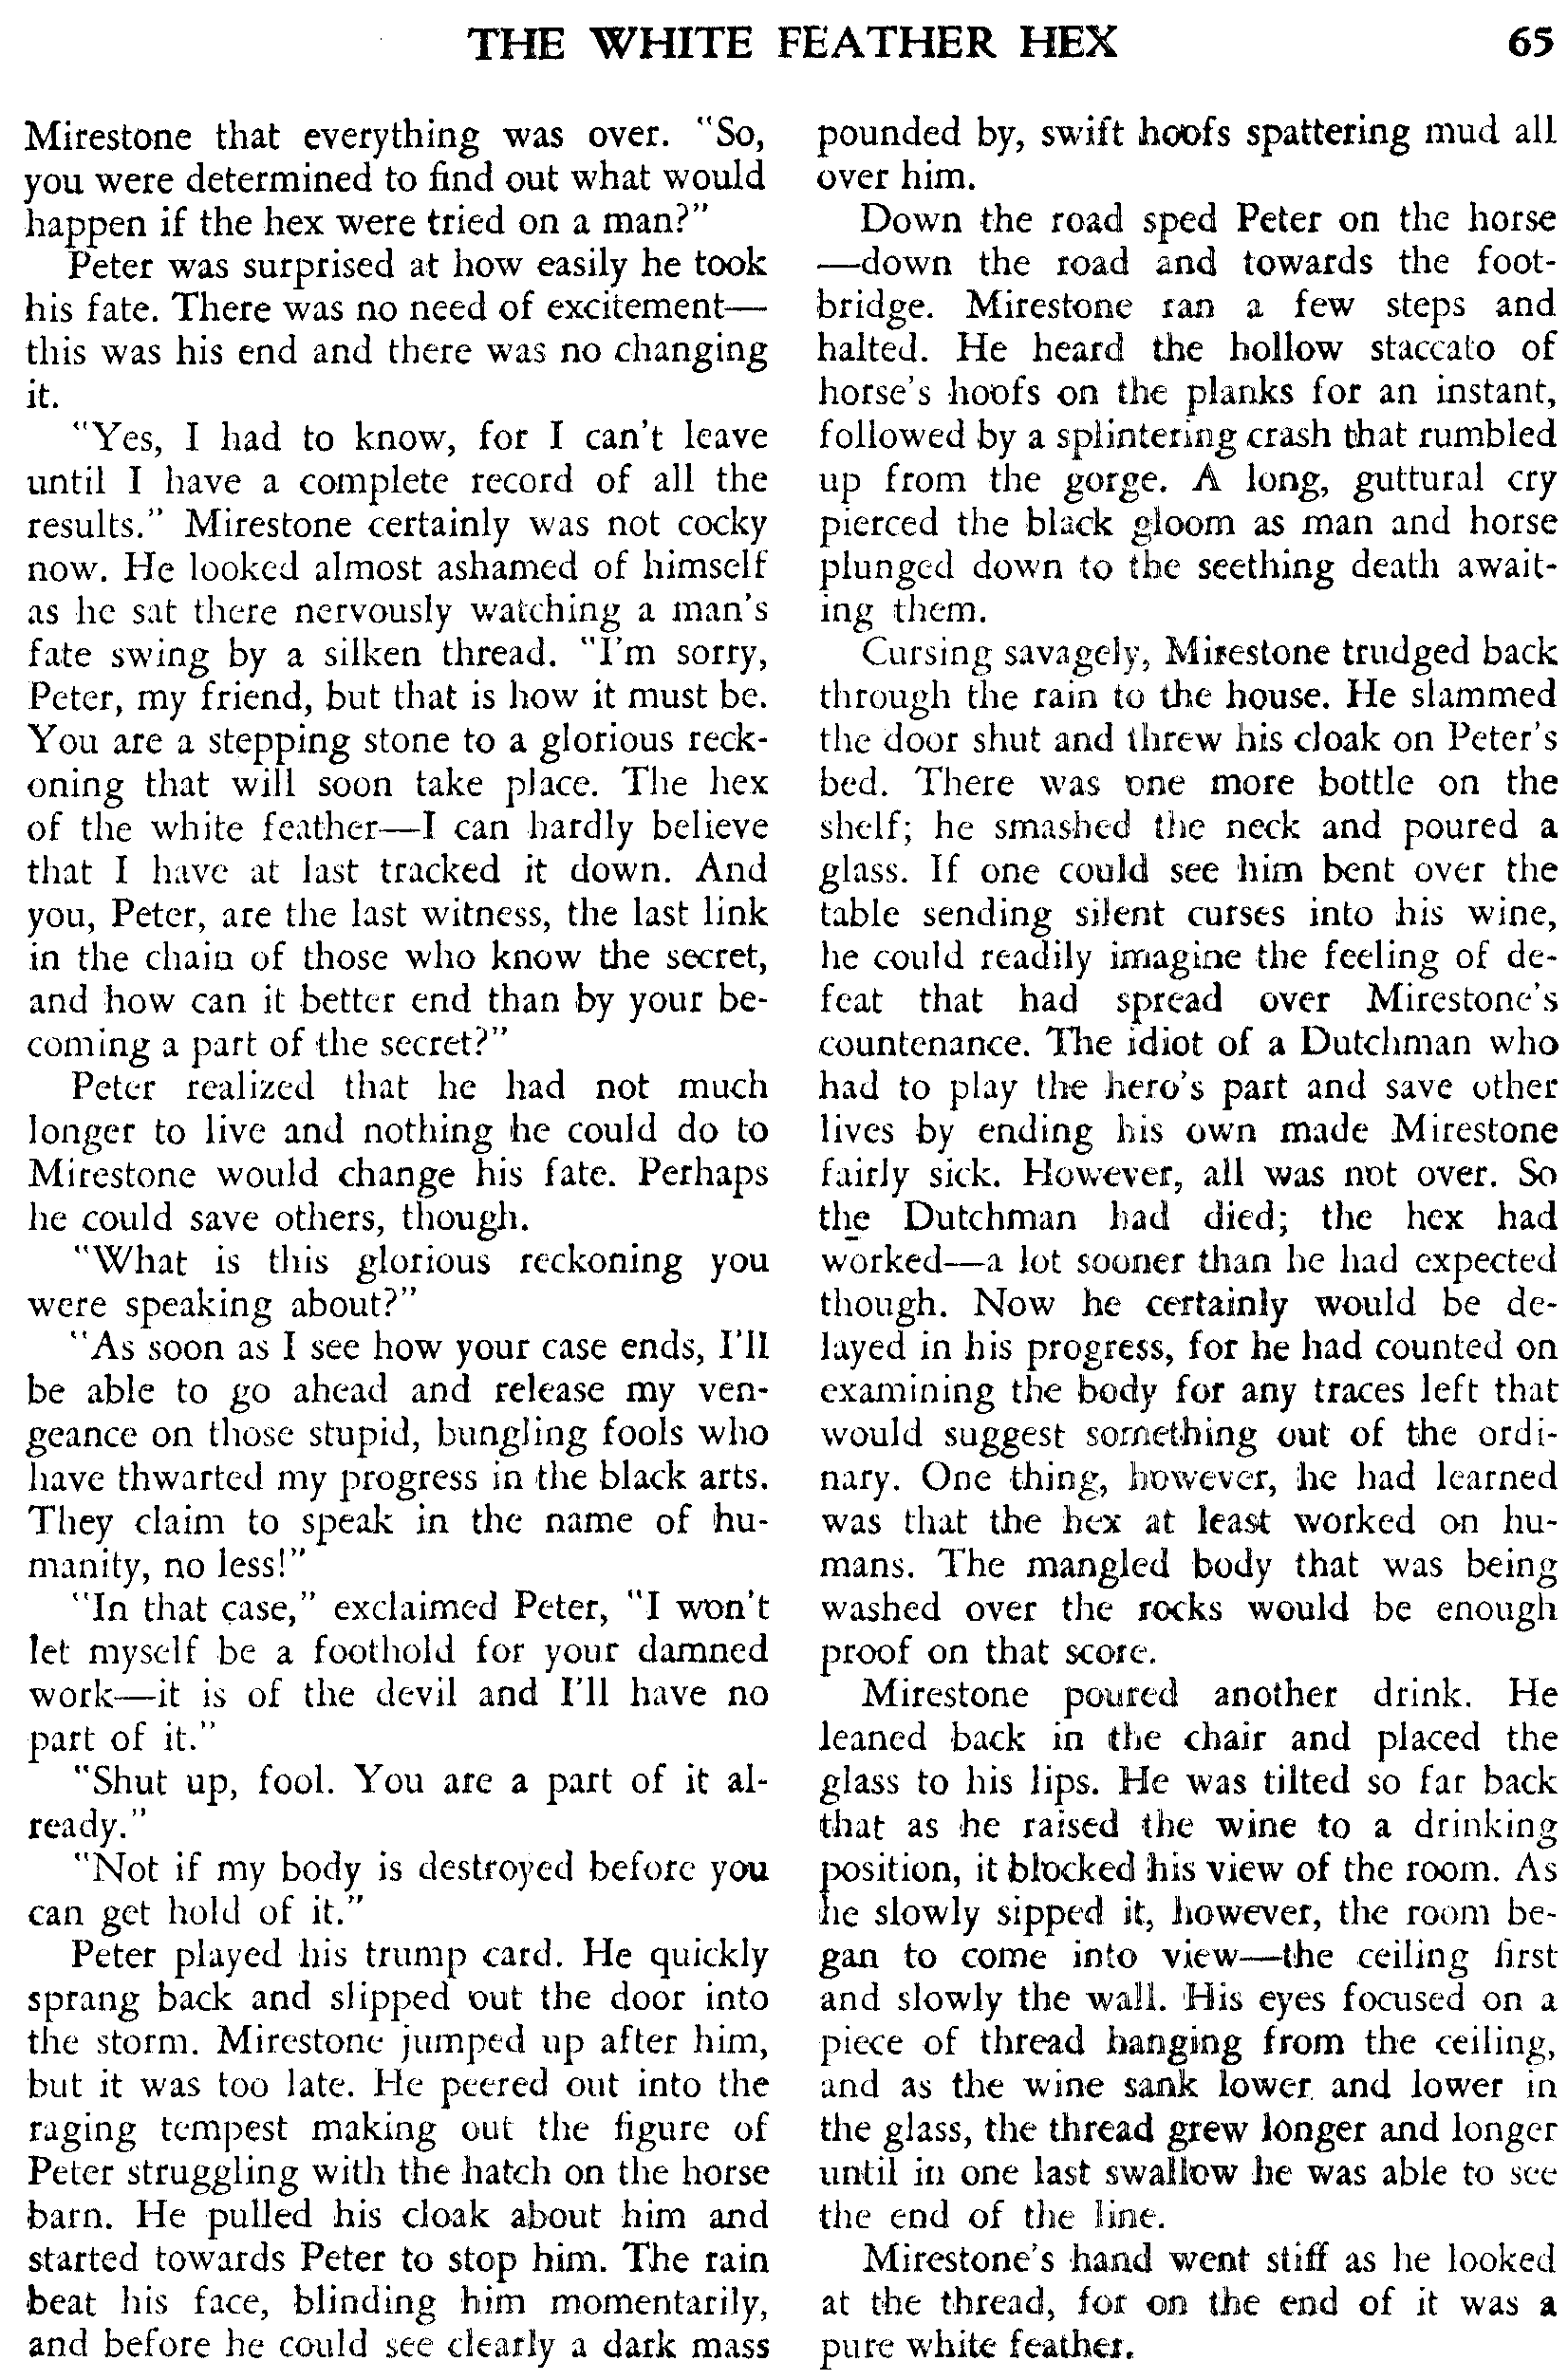 THE WHITE FEATHER HEX 65
Mirestone that everything was over. "So,
you were determined to find out what would
happen if the hex were tried on a man?"
Peter was surprised at how easily he took
his fate. There was no need of excitement—
this was his end and there was no changing
it.
"Yes, I had to know, for I can't leave
until I have a complete record of all the
results." Mirestone certainly was not cocky
now. He looked almost ashamed of himself
as he sat there nervously watching a man's
fate swing by a silken thread. "I'm sorry,
Peter, my friend, but that is how it must be.
You are a stepping stone to a glorious reck-
oning that will soon take place. The hex
of the white feather—I can hardly believe
that I have at last tracked it down. And
you, Peter, are the last witness, the last link
in the chain of those who know the secret,
and how can it better end than by your be-
coming a part of the secret?"
Peter realized that he had not much
longer to live and nothing he could do to
Mirestone would change his fate. Perhaps
he could save others, though.
"What is this glorious reckoning you
were speaking about?"
"As soon as I see how your case ends, I'll
be able to go ahead and release my ven-
geance on those stupid, bungling fools who
have thwarted my progress in the black arts.
They claim to speak in the name of hu-
manity, no less!"
"In that case," exclaimed Peter, "I won't
let myself be a foothold for your damned
work—it is of the devil and I'll have no
part of it."
"Shut up, fool. You are a part of it al-
ready."
"Not if my body is destroyed before you
can get hold of it."
Peter played his trump card. He quickly
sprang back and slipped out the door into
the storm. Mirestone jumped up after him,
but it was too late. He peered out into the
raging tempest making out the figure of
Peter struggling with the hatch on the horse
barn. He pulled his cloak about him and
started towards Peter to stop him. The rain
beat his face, blinding him momentarily,
and before he could see clearly a dark mass
pounded by, swift hoofs spattering mud all
over him.
Down the road sped Peter on the horse
—down the road and towards the foot-
bridge. Mirestone ran a few steps and
halted. He heard the hollow staccato of
horse's hoofs on the planks for an instant,
followed by a splintering crash that rumbled
up from the gorge. A long, guttural cry
pierced the black gloom as man and horse
plunged down to the seething death await-
ing them.
Cursing savagely, Mirestone trudged back
through the rain to the house. He slammed
the door shut and threw his cloak on Peter's
bed. There was one more bottle on the
shelf; he smashed the neck and poured a
glass. If one could see him bent over the
table sending silent curses into his wine,
he could readily imagine the feeling of de-
feat that had spread over Mirestone's
countenance. The idiot of a Dutchman who
had to play the hero's part and save other
lives by ending his own made Mirestone
fairly sick. However, all was not over. So
the Dutchman had died; the hex had
worked—a lot sooner than he had expected
though. Now he certainly would be de-
layed in his progress, for he had counted on
examining the body for any traces left that
would suggest something out of the ordi-
nary. One thing, however, he had learned
was that the hex at least worked on hu-
mans. The mangled body that was being
washed over the rocks would be enough
proof on that score.
Mirestone poured another drink. He
leaned back in the chair and placed the
glass to his lips. He was tilted so far back
that as he raised the wine to a drinking
position, it blocked his view of the room. As
he slowly sipped it, however, the room be-
gan to come into view—the ceiling first
and slowly the wall. His eyes focused on a
piece of thread hanging from the ceiling,
and as the wine sank lower and lower in
the glass, the thread grew longer and longer
until in one last swallow he was able to see
the end of the line.
Mirestone's hand went stiff as he looked
at the thread, for on the end of it was a
pure white feather.